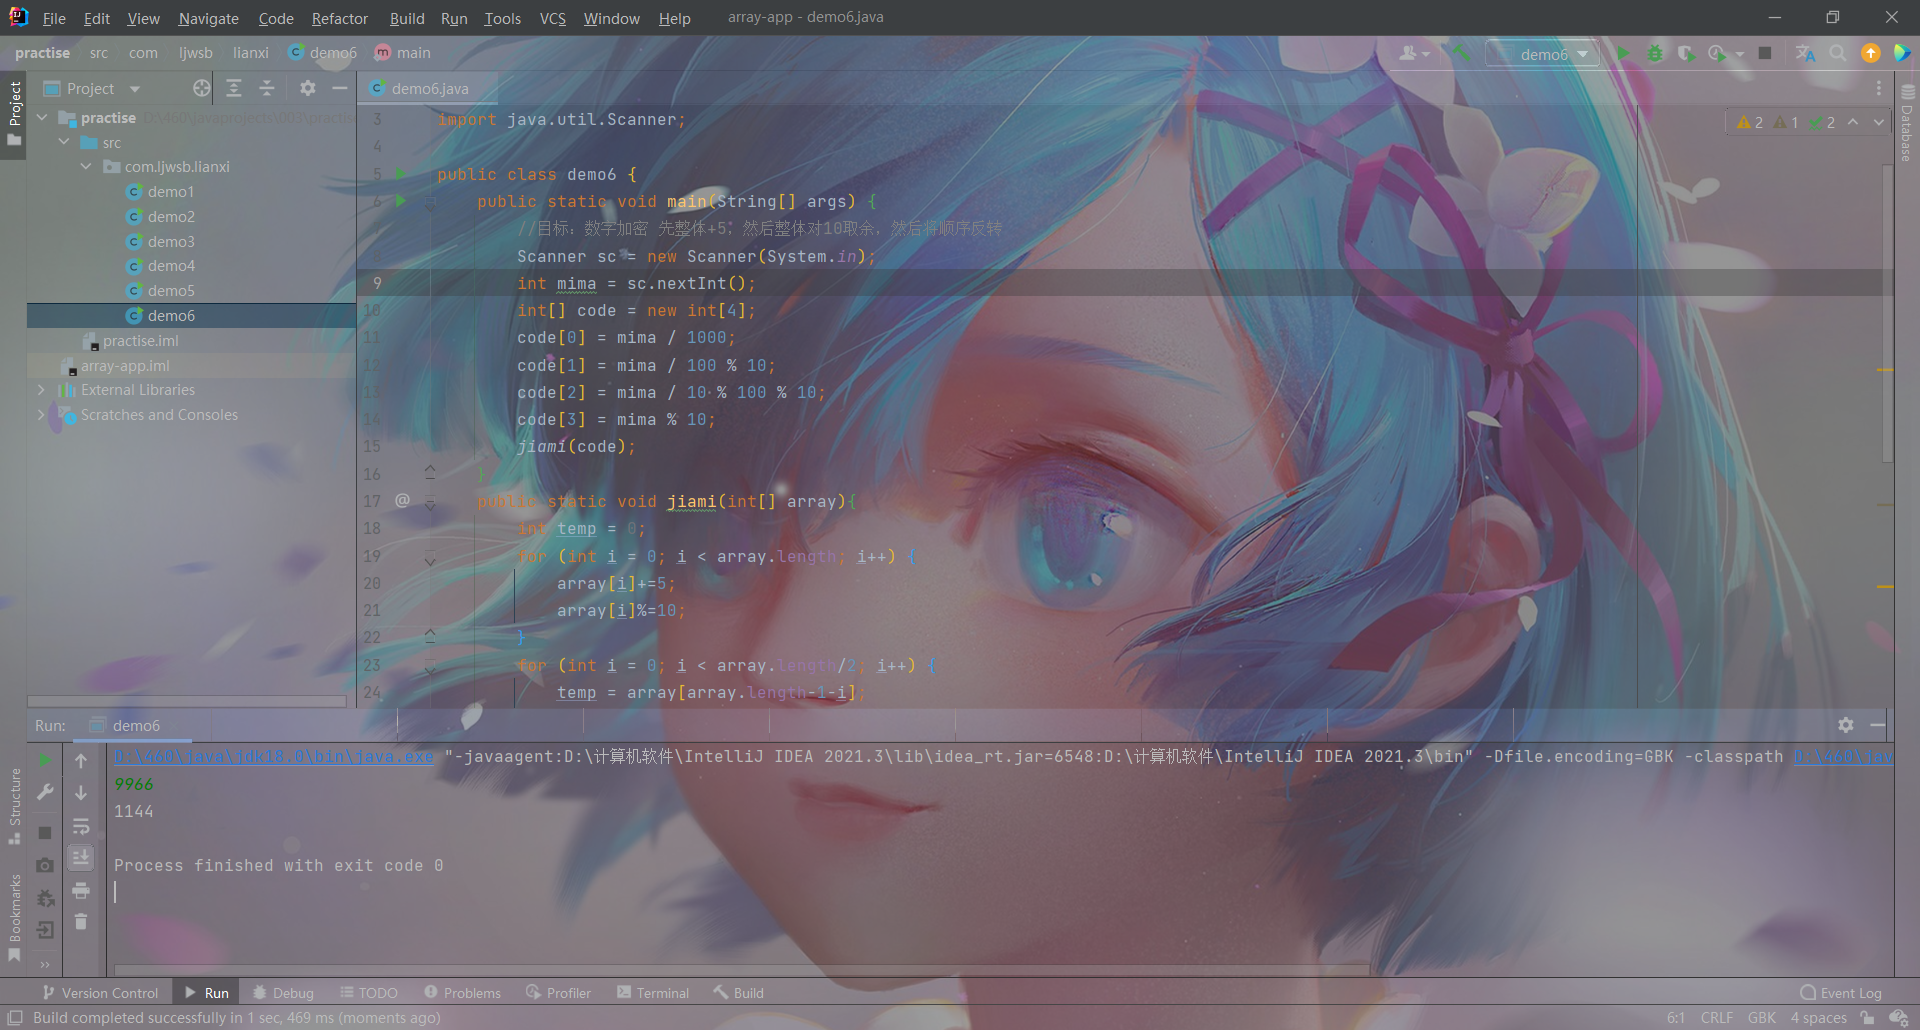 File Edit View Navigate Code Refactor Build Run Tools VCS Window Help array-app - demo6.java
practise src com ljwsb lianxi demo6 main
demo6
Project
demo6.java
practise D:\460\javaprojects\003\practise
src
com.ljwsb.lianxi
demo1
demo2
demo3
demo4
demo5
demo6
practise.iml
array-app.iml
External Libraries
Scratches and Consoles
Project
Structure
Bookmarks
Database
2 1 2
3 import java.util.Scanner;
4
5 public class demo6 {
6 public static void main(String[] args) {
//目标：数字加密 先整体+5，然后整体对10取余，然后将顺序反转
8 Scanner sc = new Scanner(System.in);
9 int mima = sc.nextInt();
10 int[] code = new int[4];
11 code[0] = mima / 1000;
12 code[1] = mima / 100 % 10;
13 code[2] = mima / 10 % 100 % 10;
14 code[3] = mima % 10;
15 jiami(code);
16 }
17 @ public static void jiami(int[] array){
18 int temp = 0;
19 for (int i = 0; i < array.length; i++) {
20 array[i]+=5;
21 array[i]%=10;
22 }
23 for (int i = 0; i < array.length/2; i++) {
24 temp = array[array.length-1-i];
Run: demo6
D:\460\java\jdk18.0\bin\java.exe "-javaagent:D:\计算机软件\IntelliJ IDEA 2021.3\lib\idea_rt.jar=6548:D:\计算机软件\IntelliJ IDEA 2021.3\bin" -Dfile.encoding=GBK -classpath D:\460\jav
9966
1144
Process finished with exit code 0
Version Control Run Debug TODO Problems Profiler Terminal Build Event Log
Build completed successfully in 1 sec, 469 ms (moments ago) 6:1 CRLF GBK 4 spaces